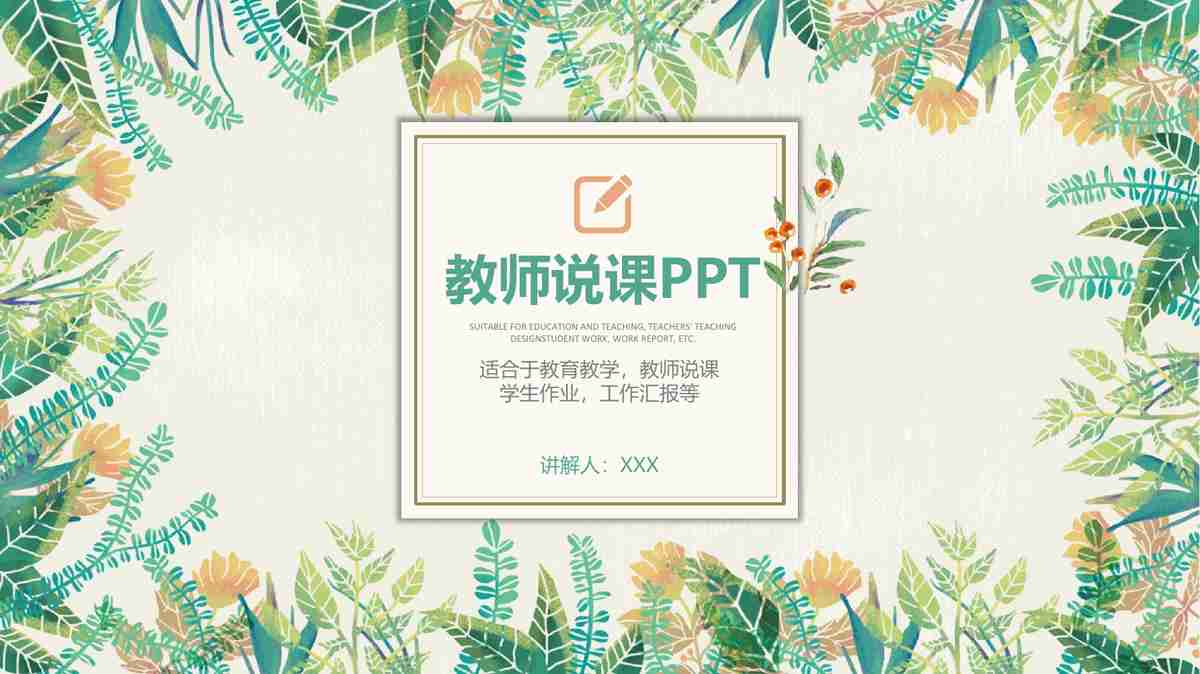 教师说课PPT
SUITABLE FOR EDUCATION AND TEACHING, TEACHERS' TEACHING
DESIGNSTUDENT WORK, WORK REPORT, ETC.
适合于教育教学，教师说课
学生作业，工作汇报等
讲解人：XXX